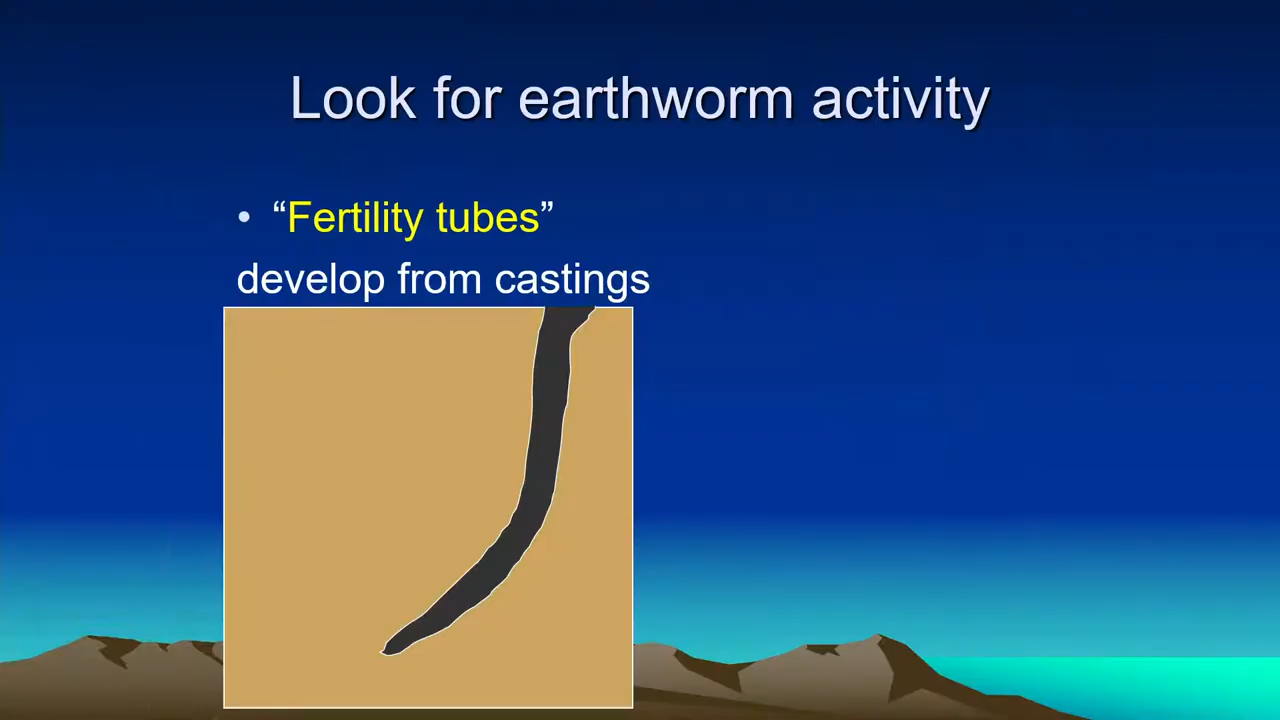 Look for earthworm activity
• “Fertility tubes”
develop from castings